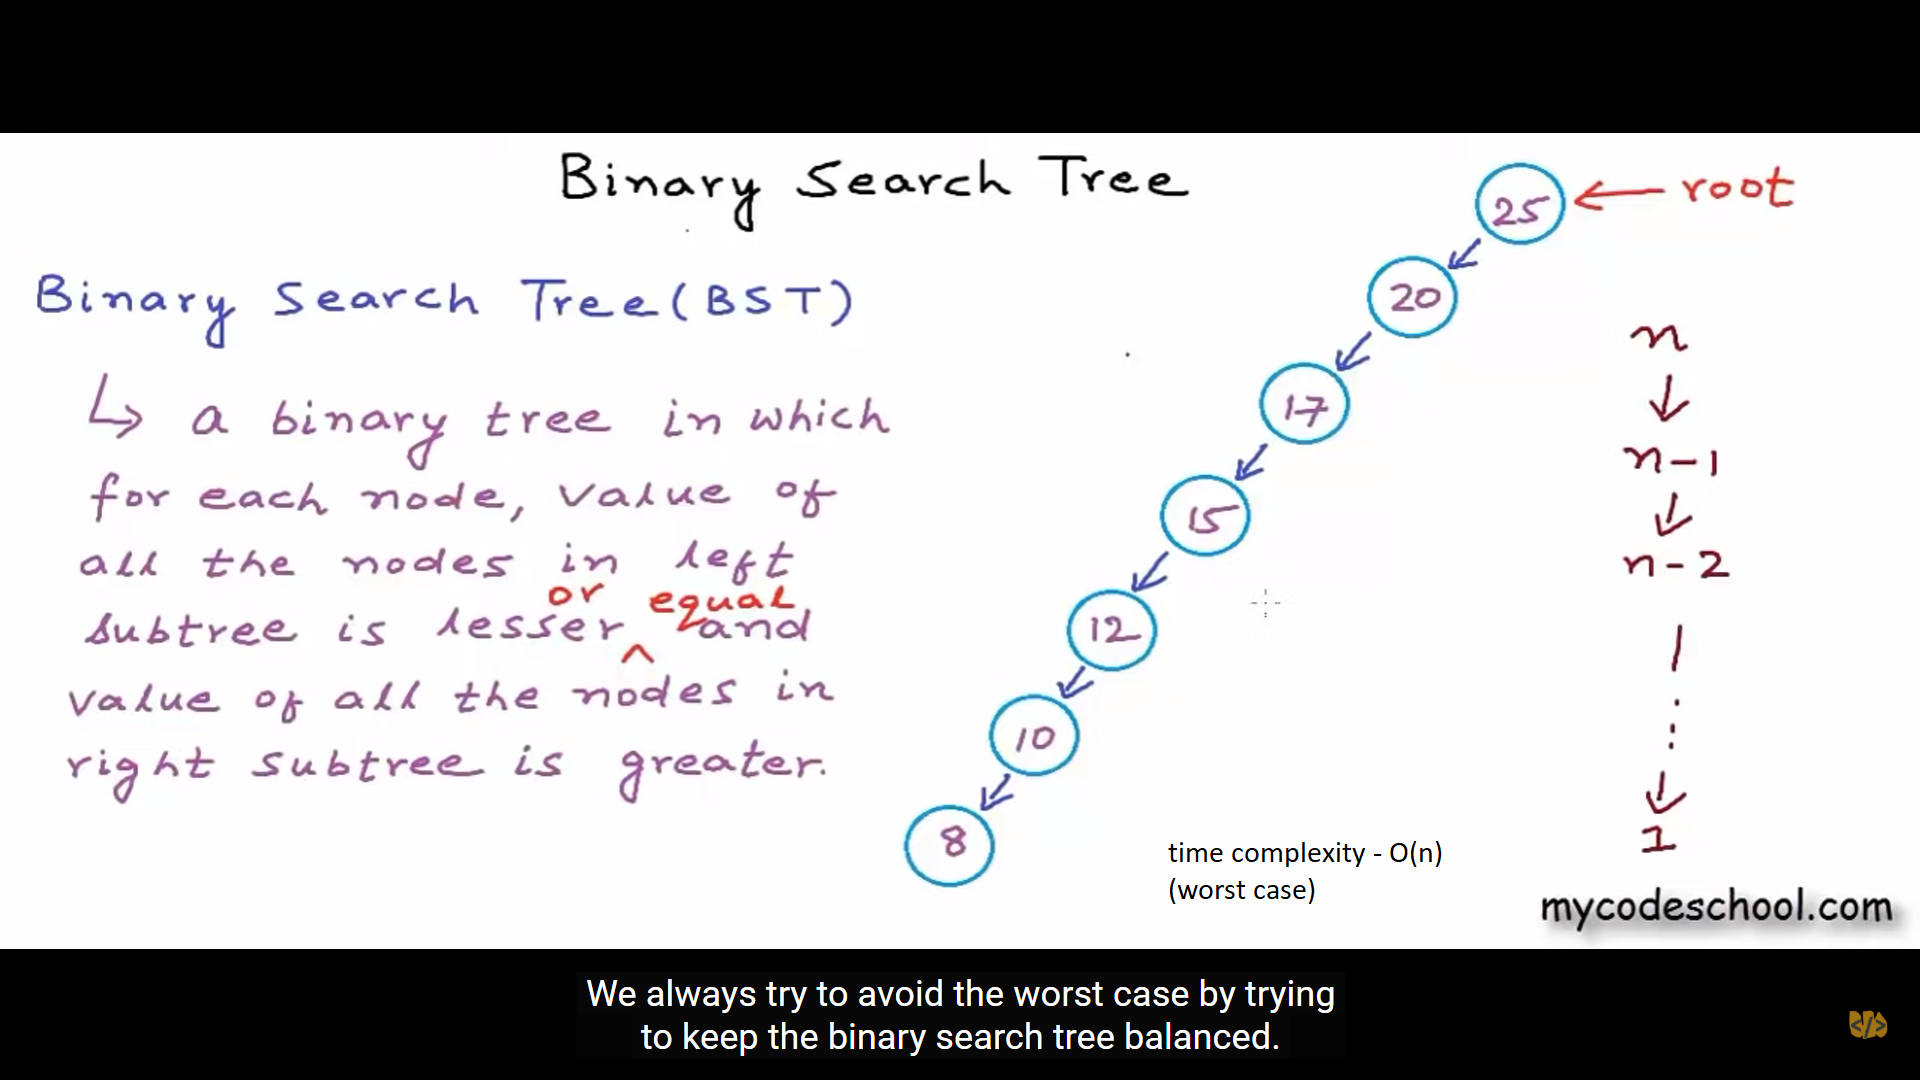 Binary Search Tree
Binary Search Tree (BST)
↳ a binary tree in which
for each node, value of
all the nodes in left
or equal
subtree is lesser ^ and
value of all the nodes in
right subtree is greater.
25 ← root
20
17
15
12
10
8
n
↓
n-1
↓
n-2
|
⋮
↓
1
time complexity - O(n)
(worst case)
mycodeschool.com
We always try to avoid the worst case by trying
to keep the binary search tree balanced.